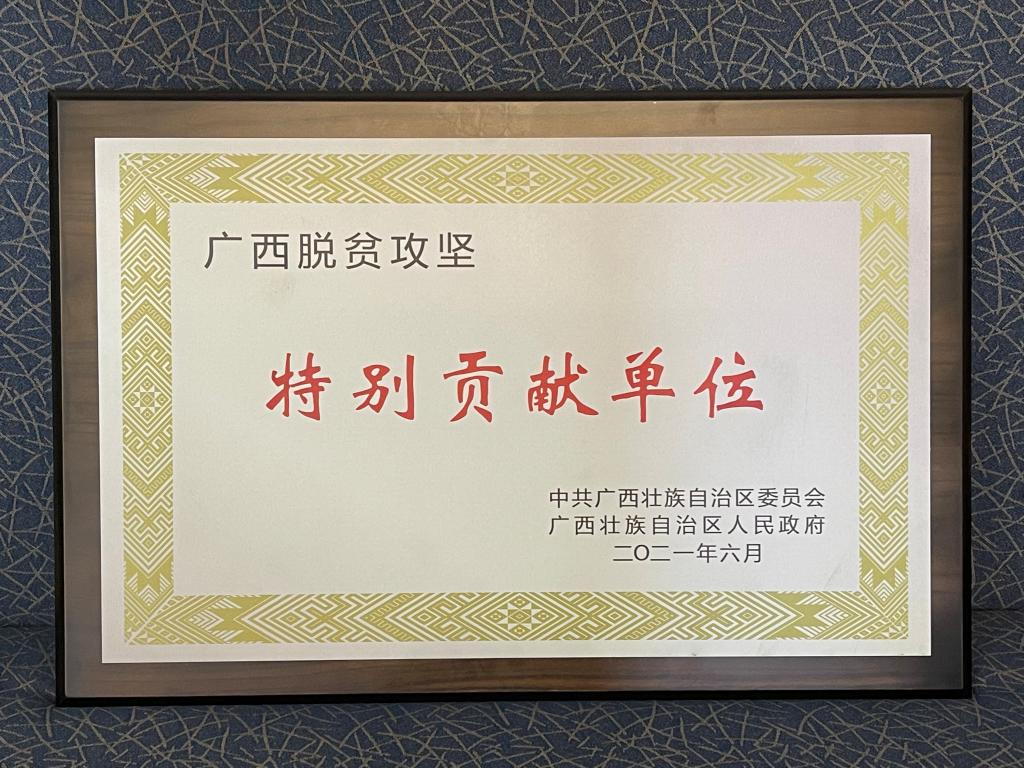 广西脱贫攻坚
特别贡献单位
中共广西壮族自治区委员会
广西壮族自治区人民政府
二〇二一年六月